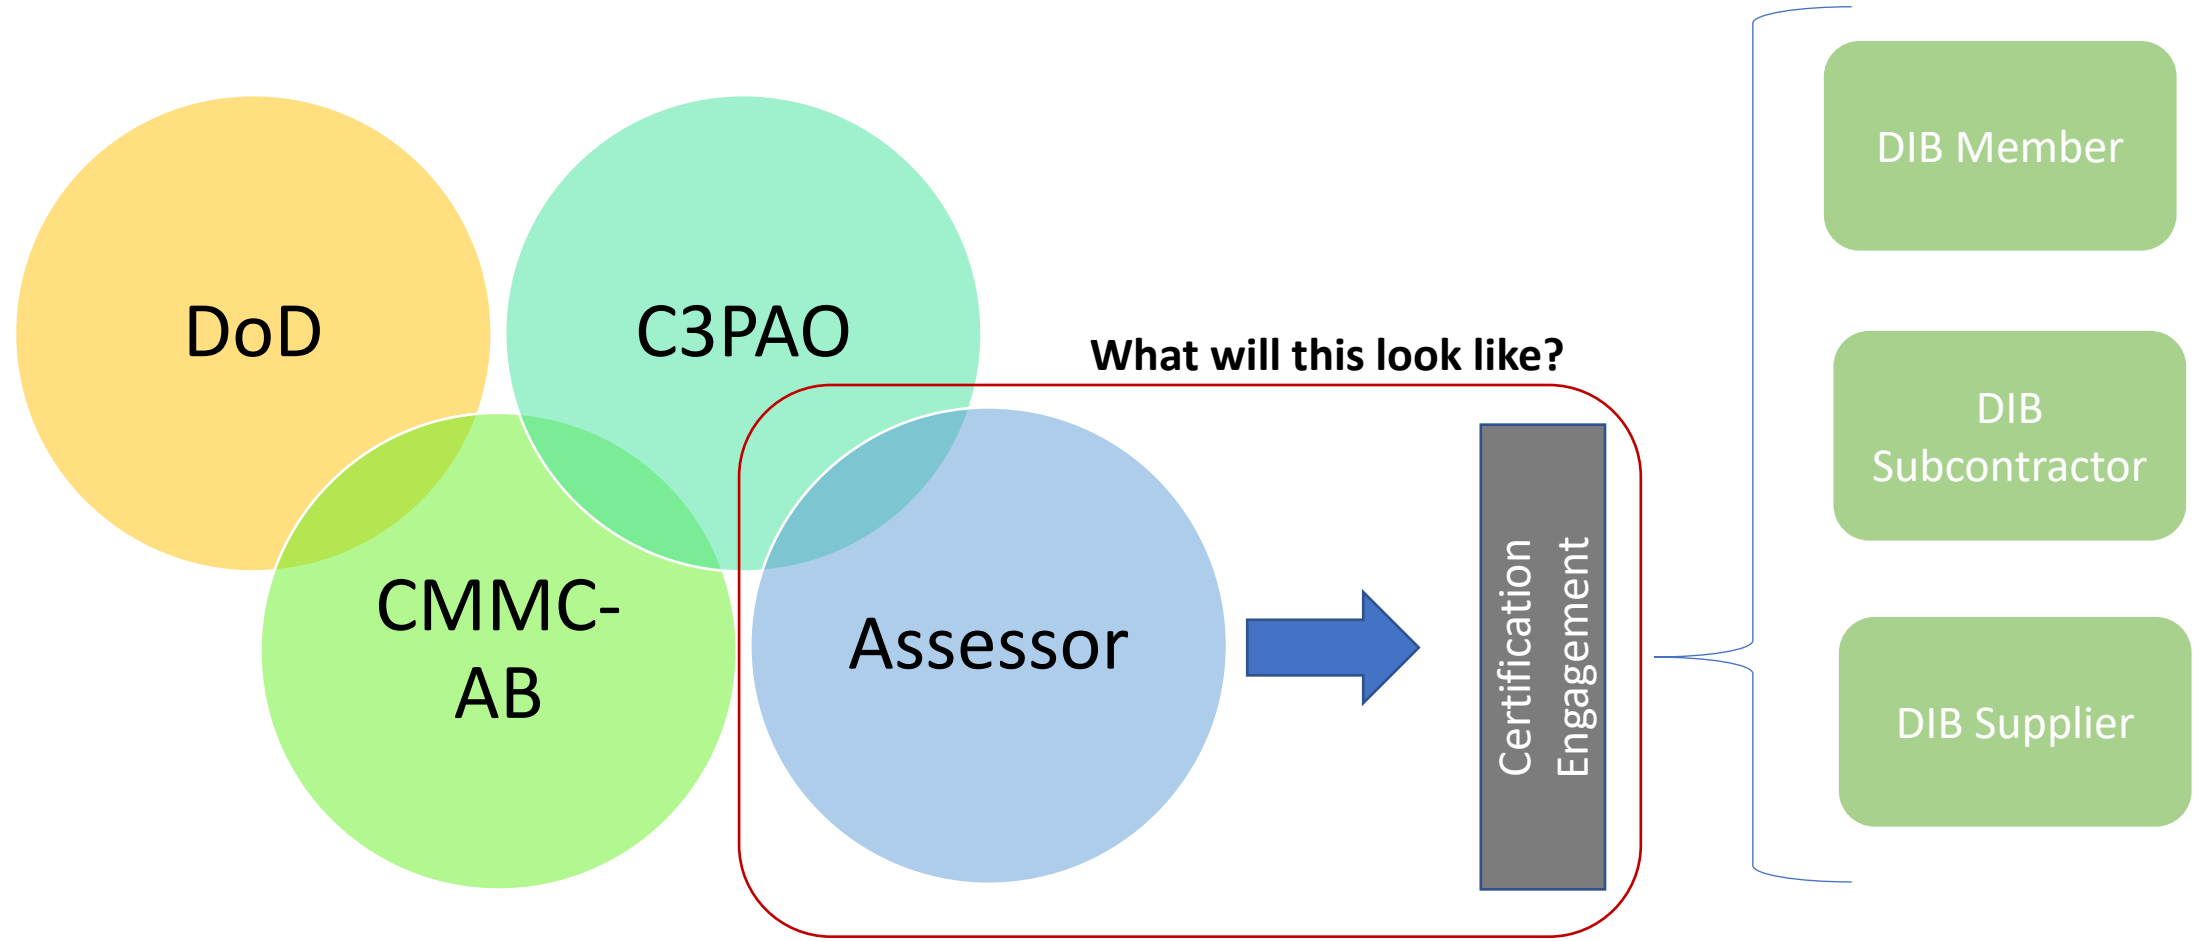 DoD
C3PAO
CMMC-
AB
Assessor
What will this look like?
Certification
Engagement
DIB Member
DIB
Subcontractor
DIB Supplier